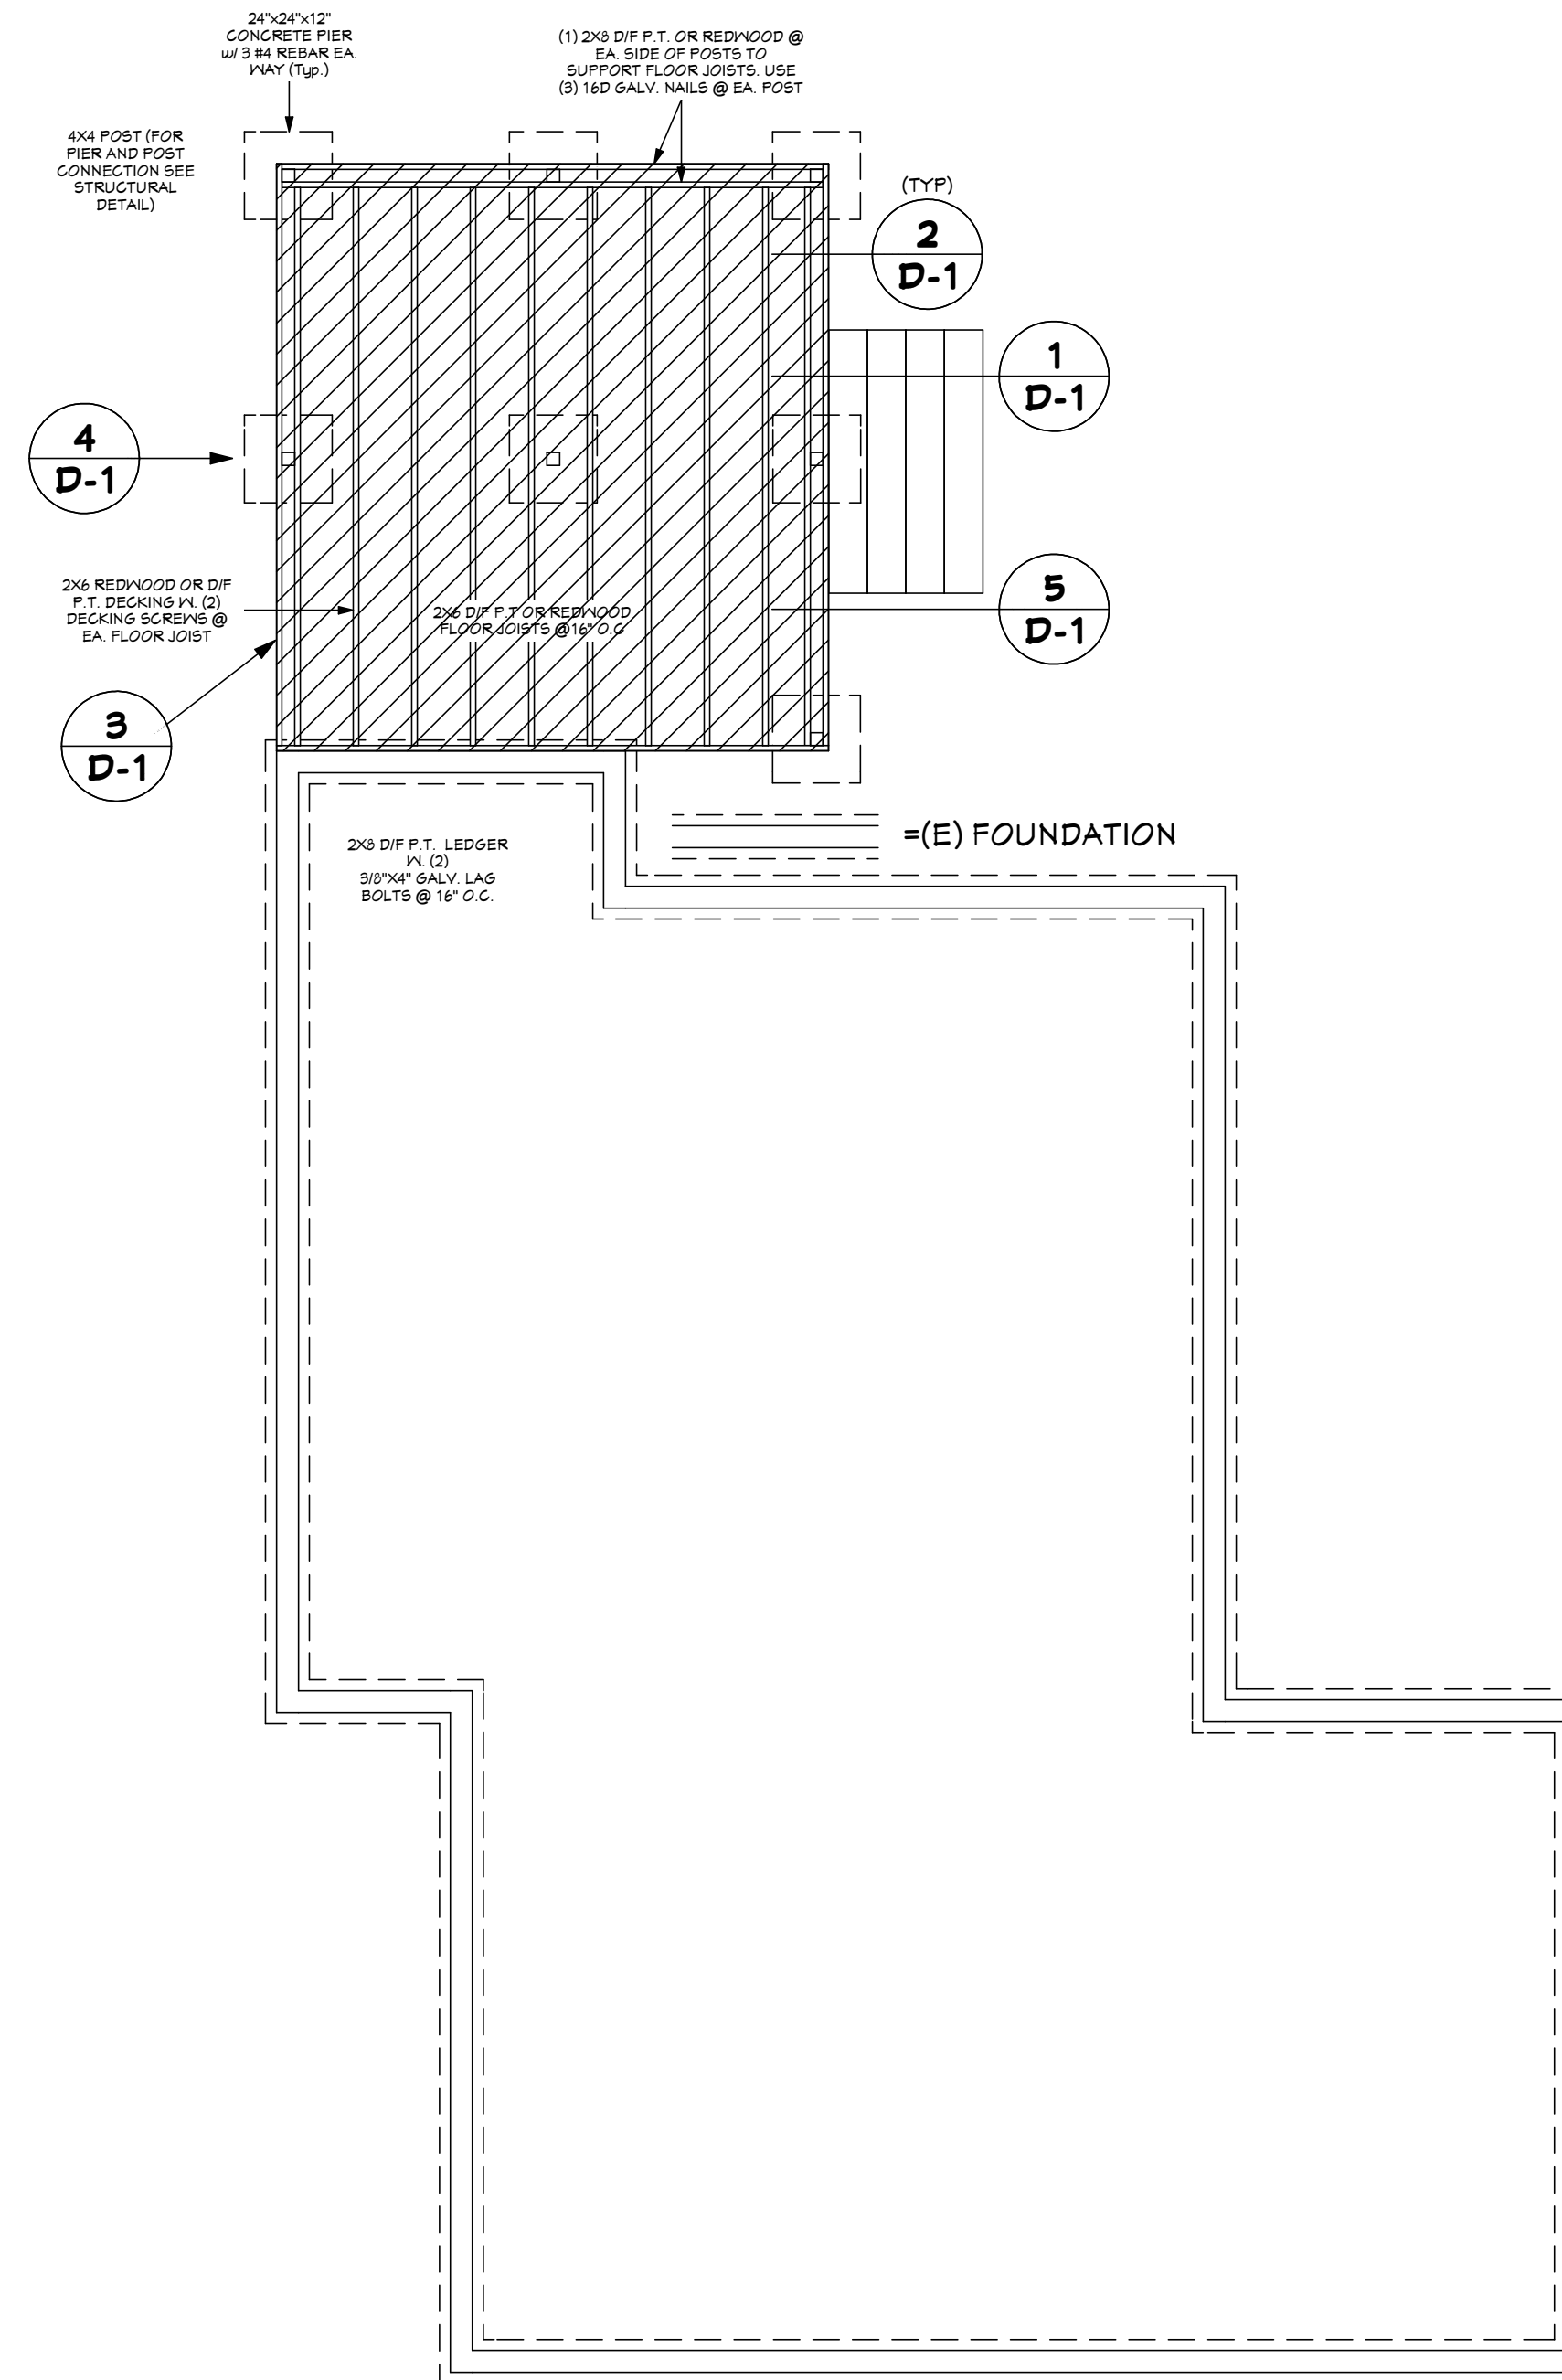 24"x24"x12"
CONCRETE PIER
w/ 3 #4 REBAR EA.
WAY (Typ.)
(1) 2X8 D/F P.T. OR REDWOOD @
EA. SIDE OF POSTS TO
SUPPORT FLOOR JOISTS. USE
(3) 16D GALV. NAILS @ EA. POST
4X4 POST (FOR
PIER AND POST
CONNECTION SEE
STRUCTURAL
DETAIL)
(TYP)
2
D-1
1
D-1
4
D-1
2X6 REDWOOD OR D/F
P.T. DECKING W. (2)
DECKING SCREWS @
EA. FLOOR JOIST
2X6 D/F P.T OR REDWOOD
FLOOR JOISTS @16" O.C
5
D-1
3
D-1
=(E) FOUNDATION
2X8 D/F P.T. LEDGER
W. (2)
3/8"X4" GALV. LAG
BOLTS @ 16" O.C.